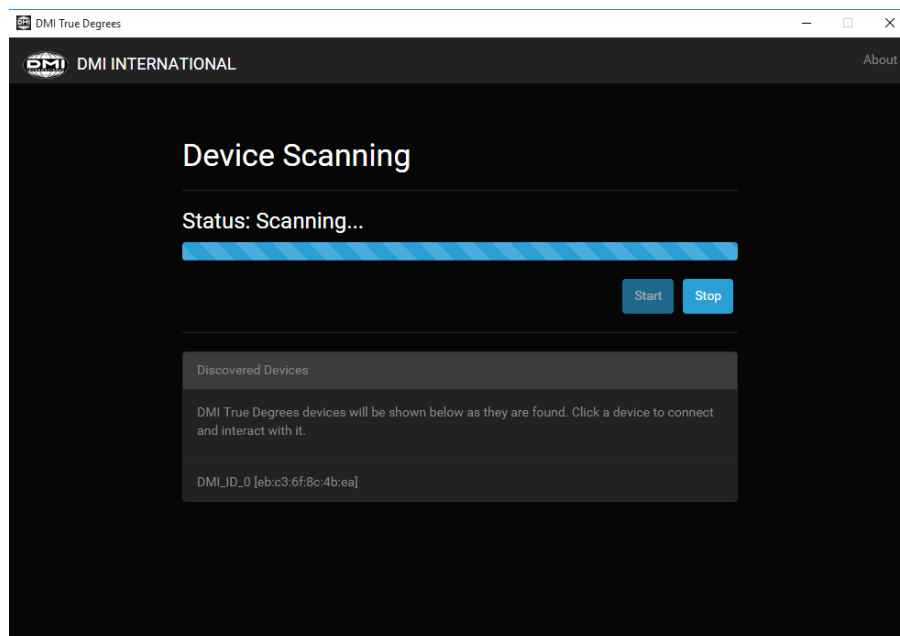 DMI True Degrees
DMI DMI INTERNATIONAL
About
Device Scanning
Status: Scanning...
Start Stop
Discovered Devices
DMI True Degrees devices will be shown below as they are found. Click a device to connect
and interact with it.
DMI_ID_0 [eb:c3:6f:8c:4b:ea]